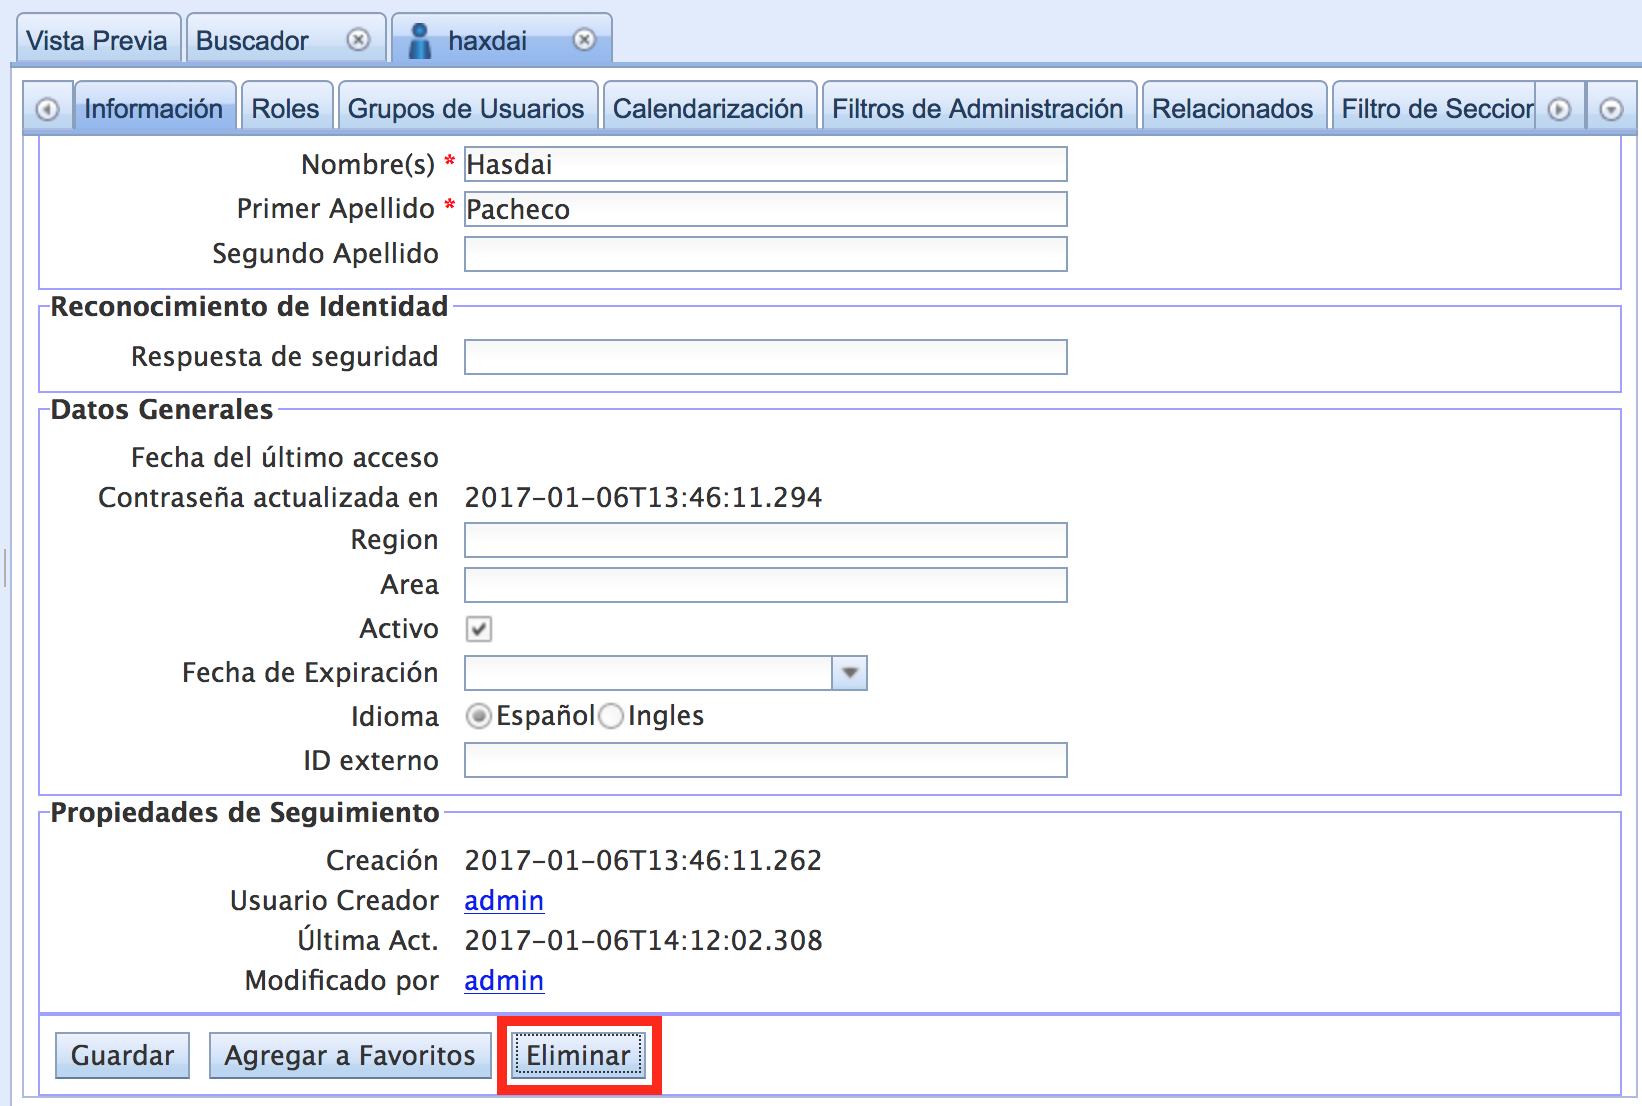 Vista Previa Buscador haxdai
Información Roles Grupos de Usuarios Calendarización Filtros de Administración Relacionados Filtro de Seccior
Nombre(s) * Hasdai
Primer Apellido * Pacheco
Segundo Apellido
Reconocimiento de Identidad
Respuesta de seguridad
Datos Generales
Fecha del último acceso
Contraseña actualizada en 2017-01-06T13:46:11.294
Region
Area
Activo
Fecha de Expiración
Idioma Español Ingles
ID externo
Propiedades de Seguimiento
Creación 2017-01-06T13:46:11.262
Usuario Creador admin
Última Act. 2017-01-06T14:12:02.308
Modificado por admin
Guardar Agregar a Favoritos Eliminar